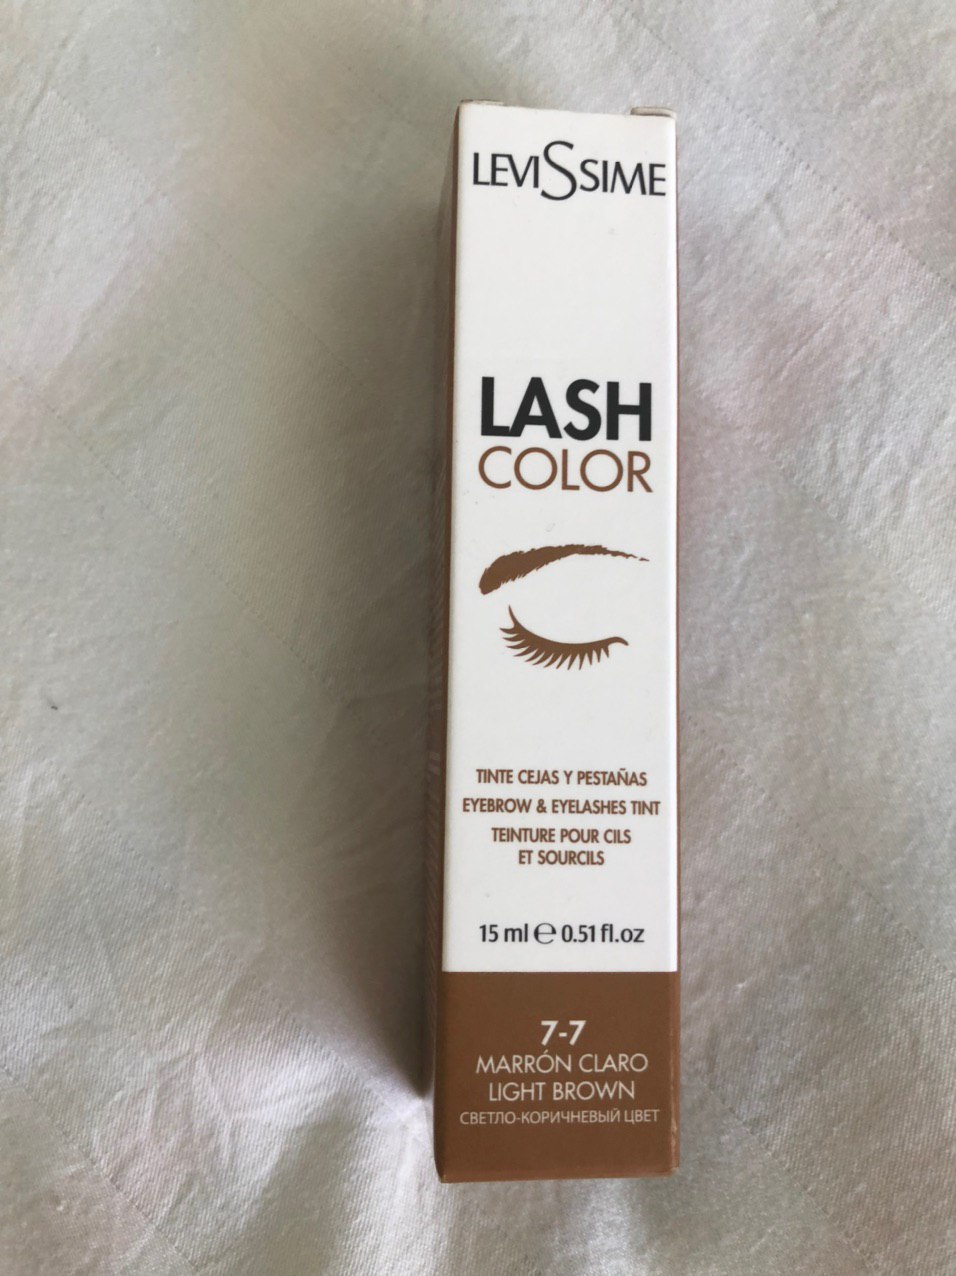 LEVISSIME
LASH
COLOR
TINTE CEJAS Y PESTAÑAS
EYEBROW & EYELASHES TINT
TEINTURE POUR CILS
ET SOURCILS
15 ml ℮ 0.51 fl.oz
7-7
MARRÓN CLARO
LIGHT BROWN
СВЕТЛО-КОРИЧНЕВЫЙ ЦВЕТ